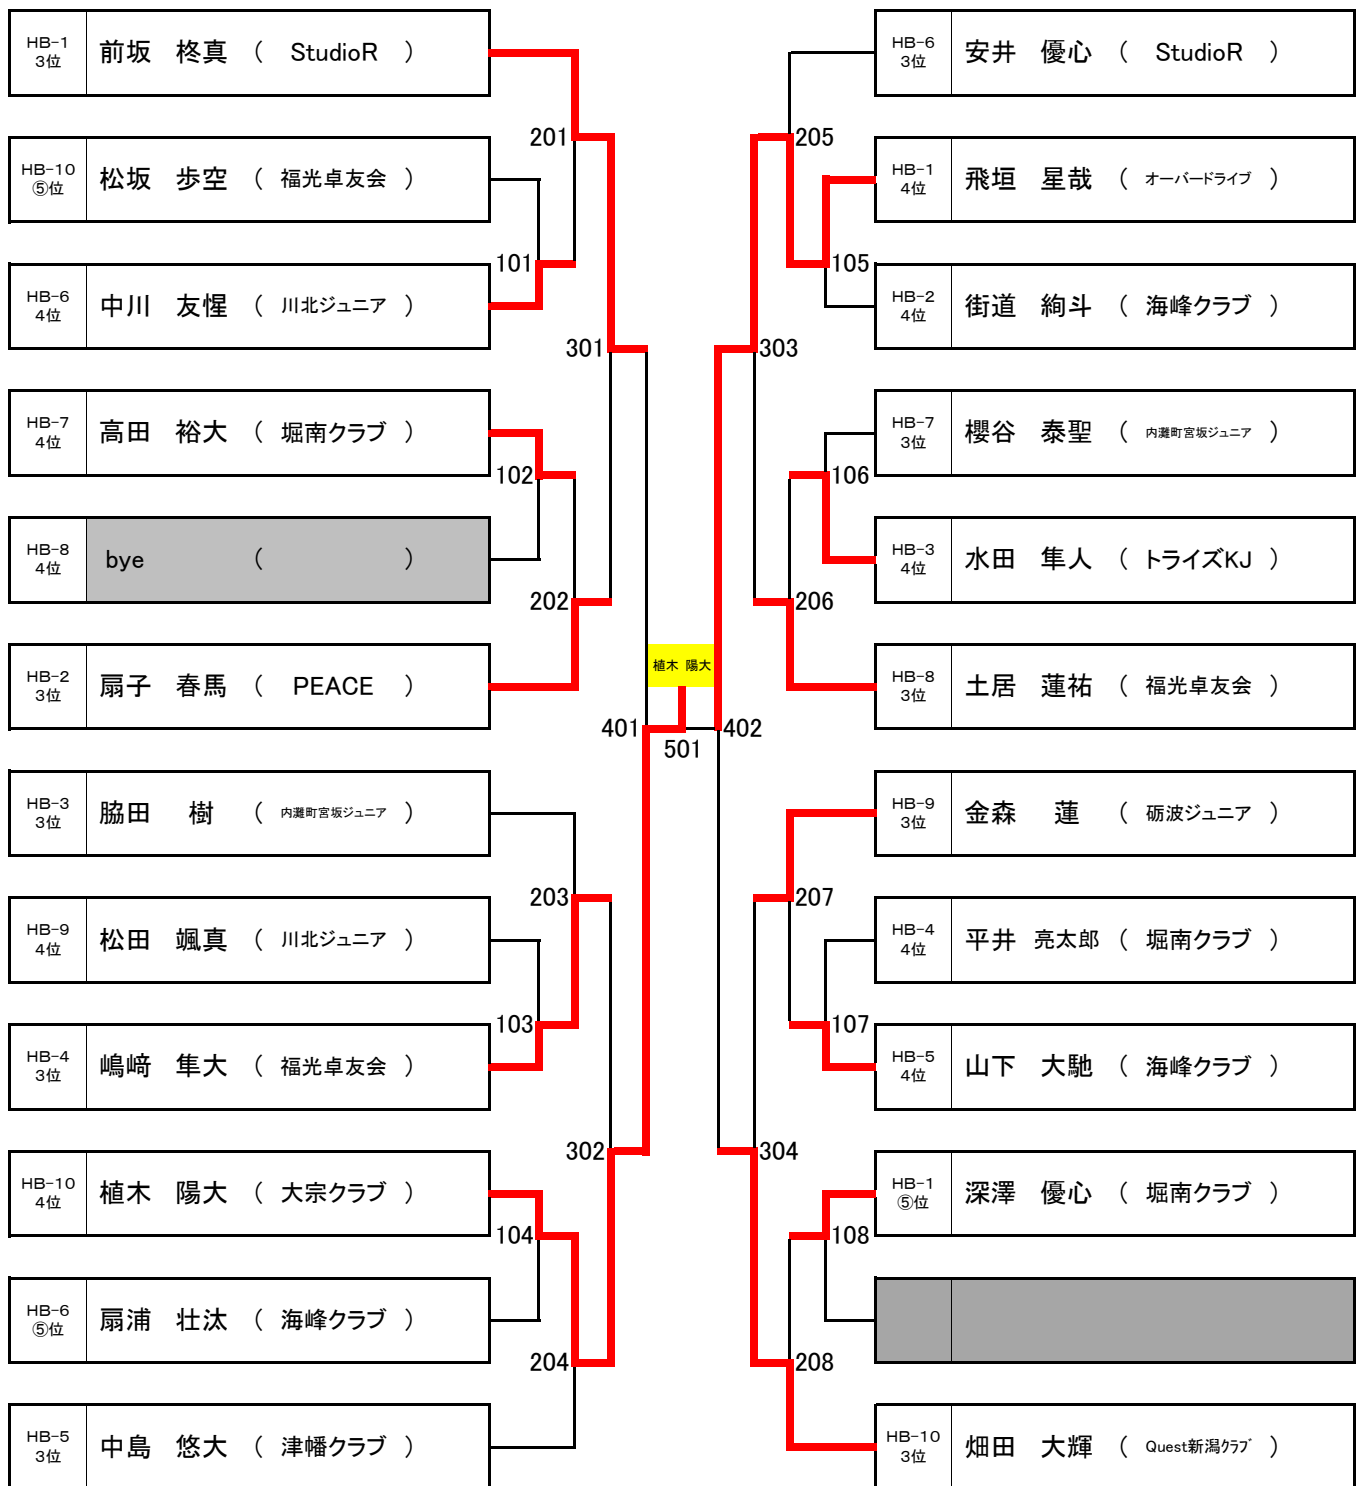 HB-1
3位
前坂　柊真　（　StudioR　）
201
HB-10
⑤位
松坂　歩空　（　福光卓友会　）
101
HB-6
4位
中川　友惺　（　川北ジュニア　）
301
HB-7
4位
高田　裕大　（　堀南クラブ　）
102
HB-8
4位
bye　（　）
202
HB-2
3位
扇子　春馬　（　PEACE　）
401
HB-3
3位
脇田　樹　（　内灘町宮坂ジュニア　）
203
HB-9
4位
松田　颯真　（　川北ジュニア　）
103
HB-4
3位
嶋﨑　隼大　（　福光卓友会　）
302
HB-10
4位
植木　陽大　（　大宗クラブ　）
104
HB-6
⑤位
扇浦　壮汰　（　海峰クラブ　）
204
HB-5
3位
中島　悠大　（　津幡クラブ　）
植木 陽大
501
HB-6
3位
安井　優心　（　StudioR　）
205
HB-1
4位
飛垣　星哉　（　オーバードライブ　）
105
HB-2
4位
街道　絢斗　（　海峰クラブ　）
303
HB-7
3位
櫻谷　泰聖　（　内灘町宮坂ジュニア　）
106
HB-3
4位
水田　隼人　（　トライズKJ　）
206
HB-8
3位
土居　蓮祐　（　福光卓友会　）
402
HB-9
3位
金森　蓮　（　砺波ジュニア　）
207
HB-4
4位
平井　亮太郎　（　堀南クラブ　）
107
HB-5
4位
山下　大馳　（　海峰クラブ　）
304
HB-1
⑤位
深澤　優心　（　堀南クラブ　）
108
208
HB-10
3位
畑田　大輝　（　Quest新潟ｸﾗﾌﾞ　）